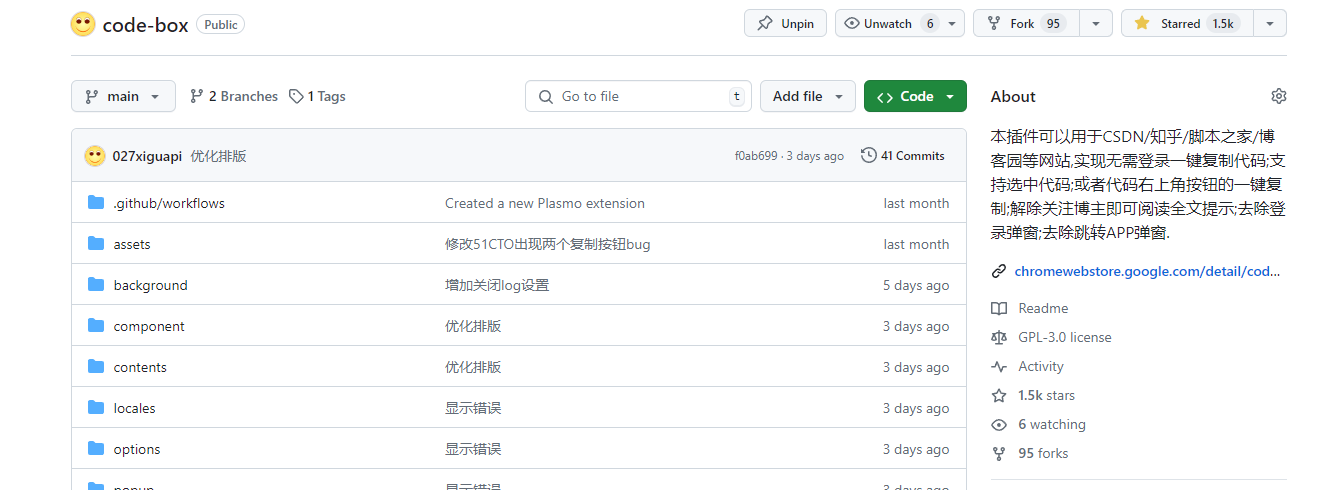 code-box Public Unpin Unwatch 6 Fork 95 Starred 1.5k
main 2 Branches 1 Tags Go to file t Add file Code
027xiguapi 优化排版 f0ab699 · 3 days ago 41 Commits
.github/workflows Created a new Plasmo extension last month
assets 修改51CTO出现两个复制按钮bug last month
background 增加关闭log设置 5 days ago
component 优化排版 3 days ago
contents 优化排版 3 days ago
locales 显示错误 3 days ago
options 显示错误 3 days ago
popup 显示错误 3 days ago
About
本插件可以用于CSDN/知乎/脚本之家/博
客园等网站,实现无需登录一键复制代码;支
持选中代码;或者代码右上角按钮的一键复
制;解除关注博主即可阅读全文提示;去除登
录弹窗;去除跳转APP弹窗.
chromewebstore.google.com/detail/cod...
Readme
GPL-3.0 license
Activity
1.5k stars
6 watching
95 forks